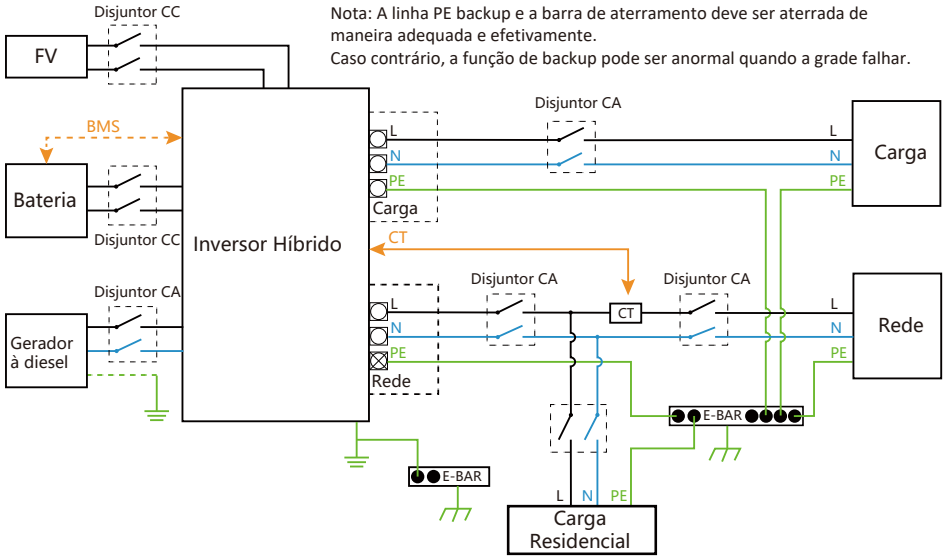 Disjuntor CC
Nota: A linha PE backup e a barra de aterramento deve ser aterrada de
maneira adequada e efetivamente.
Caso contrário, a função de backup pode ser anormal quando a grade falhar.
FV
BMS
Bateria
Disjuntor CC
Inversor Híbrido
L
N
PE
Carga
Disjuntor CA
L
N
PE
Carga
CT
Disjuntor CA
Gerador
à diesel
L
N
PE
Rede
Disjuntor CA
CT
Disjuntor CA
L
N
PE
Rede
E-BAR
E-BAR
L
N
PE
Carga
Residencial